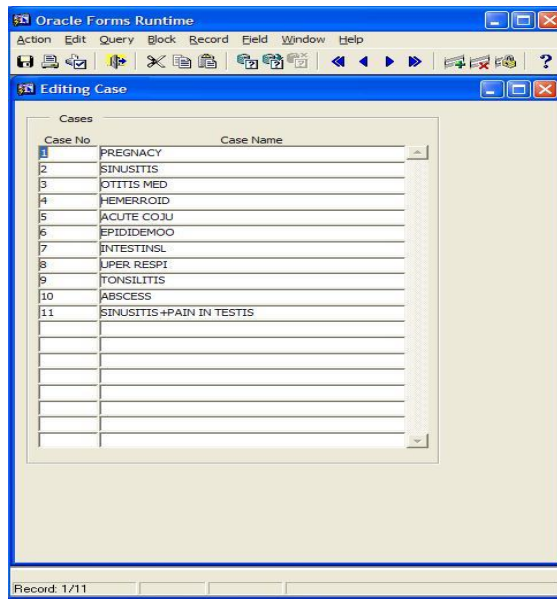 Oracle Forms Runtime
Action Edit Query Block Record Field Window Help
?
Editing Case
Cases
Case No Case Name
1 PREGNACY
2 SINUSITIS
3 OTITIS MED
4 HEMERROID
5 ACUTE COJU
6 EPIDIDEMOO
7 INTESTINSL
8 UPER RESPI
9 TONSILITIS
10 ABSCESS
11 SINUSITIS+PAIN IN TESTIS
Record: 1/11